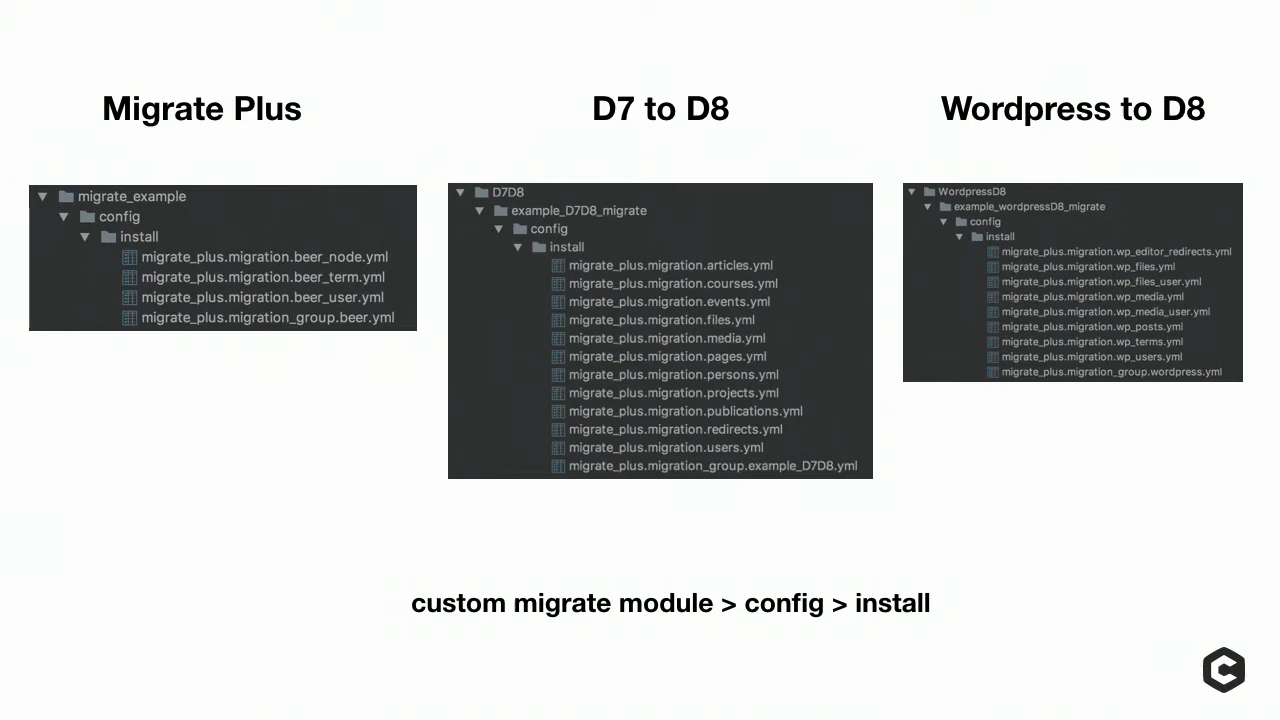 Migrate Plus
migrate_example
config
install
migrate_plus.migration.beer_node.yml
migrate_plus.migration.beer_term.yml
migrate_plus.migration.beer_user.yml
migrate_plus.migration_group.beer.yml
D7 to D8
D7D8
example_D7D8_migrate
config
install
migrate_plus.migration.articles.yml
migrate_plus.migration.courses.yml
migrate_plus.migration.events.yml
migrate_plus.migration.files.yml
migrate_plus.migration.media.yml
migrate_plus.migration.pages.yml
migrate_plus.migration.persons.yml
migrate_plus.migration.projects.yml
migrate_plus.migration.publications.yml
migrate_plus.migration.redirects.yml
migrate_plus.migration.users.yml
migrate_plus.migration_group.example_D7D8.yml
Wordpress to D8
WordpressD8
example_wordpressD8_migrate
config
install
migrate_plus.migration.wp_editor_redirects.yml
migrate_plus.migration.wp_files.yml
migrate_plus.migration.wp_files_user.yml
migrate_plus.migration.wp_media.yml
migrate_plus.migration.wp_media_user.yml
migrate_plus.migration.wp_posts.yml
migrate_plus.migration.wp_terms.yml
migrate_plus.migration.wp_users.yml
migrate_plus.migration_group.wordpress.yml
custom migrate module > config > install